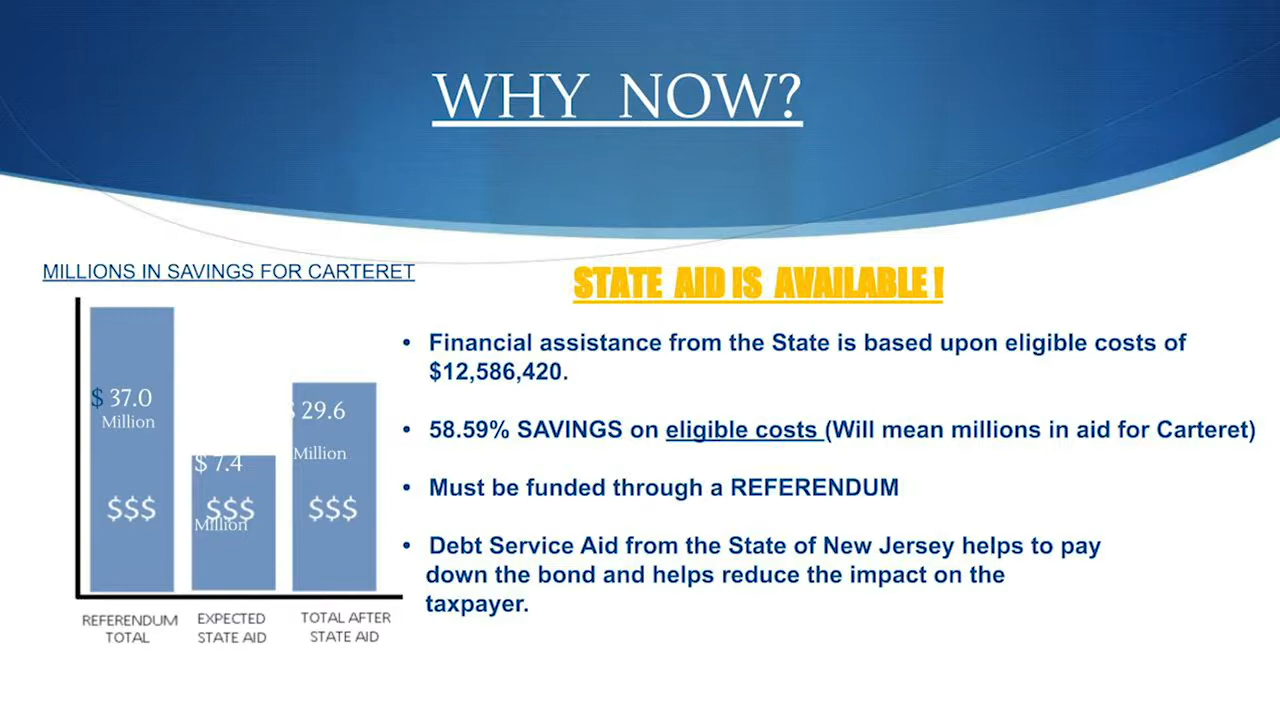 WHY NOW?
MILLIONS IN SAVINGS FOR CARTERET
$ 37.0
Million
$$$
$ 7.4
$$$
Million
$ 29.6
Million
$$$
REFERENDUM
TOTAL
EXPECTED
STATE AID
TOTAL AFTER
STATE AID
STATE AID IS AVAILABLE !
• Financial assistance from the State is based upon eligible costs of
$12,586,420.
• 58.59% SAVINGS on eligible costs (Will mean millions in aid for Carteret)
• Must be funded through a REFERENDUM
• Debt Service Aid from the State of New Jersey helps to pay
down the bond and helps reduce the impact on the
taxpayer.